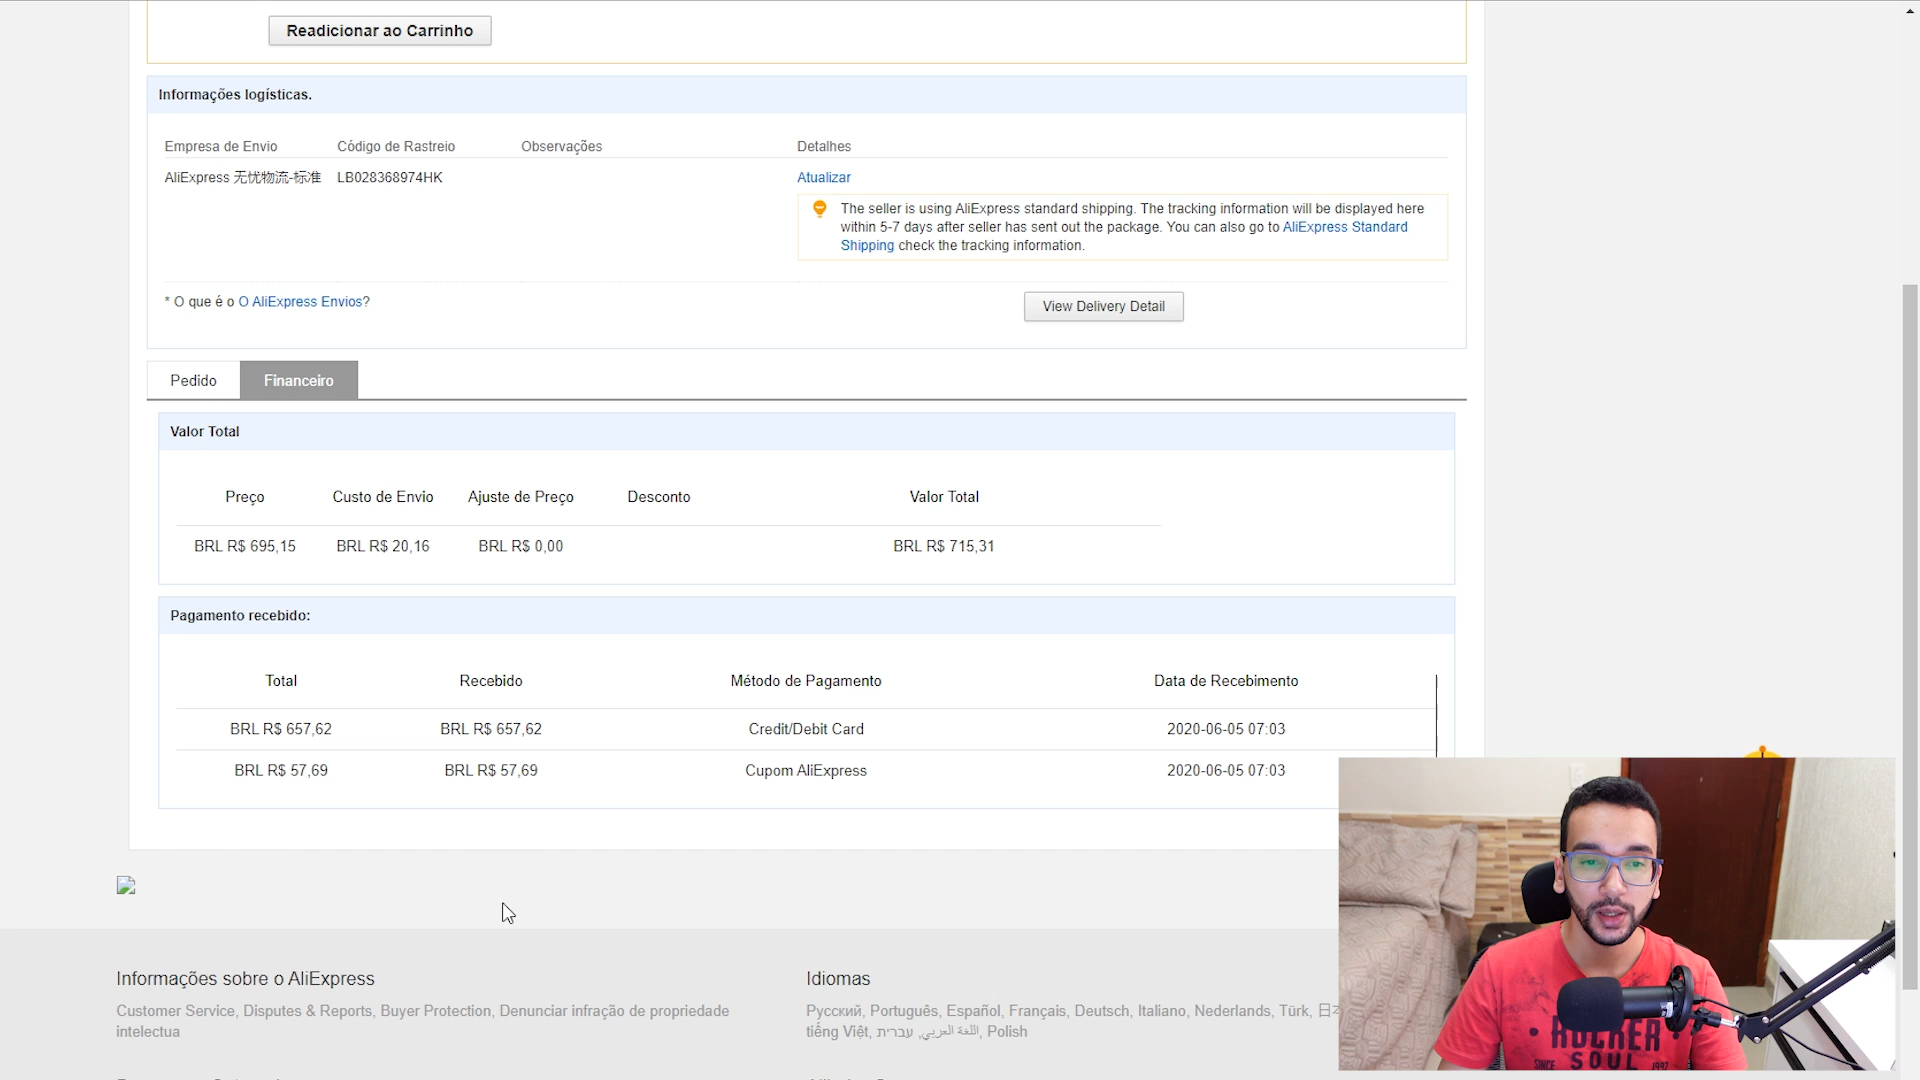 Readicionar ao Carrinho
Informações logísticas.
Empresa de Envio Código de Rastreio Observações Detalhes
AliExpress 无忧物流-标准 LB028368974HK Atualizar
The seller is using AliExpress standard shipping. The tracking information will be displayed here
within 5-7 days after seller has sent out the package. You can also go to AliExpress Standard
Shipping check the tracking information.
* O que é o O AliExpress Envios?
View Delivery Detail
Pedido Financeiro
Valor Total
Preço Custo de Envio Ajuste de Preço Desconto Valor Total
BRL R$ 695,15 BRL R$ 20,16 BRL R$ 0,00 BRL R$ 715,31
Pagamento recebido:
Total Recebido Método de Pagamento Data de Recebimento
BRL R$ 657,62 BRL R$ 657,62 Credit/Debit Card 2020-06-05 07:03
BRL R$ 57,69 BRL R$ 57,69 Cupom AliExpress 2020-06-05 07:03
Informações sobre o AliExpress
Customer Service, Disputes & Reports, Buyer Protection, Denunciar infração de propriedade
intelectua
Idiomas
Pусский, Português, Español, Français, Deutsch, Italiano, Nederlands, Türk, 日
tiếng Việt, עברית, اللغة العربي, Polish
ROCKER
SINCE SOUL 1997